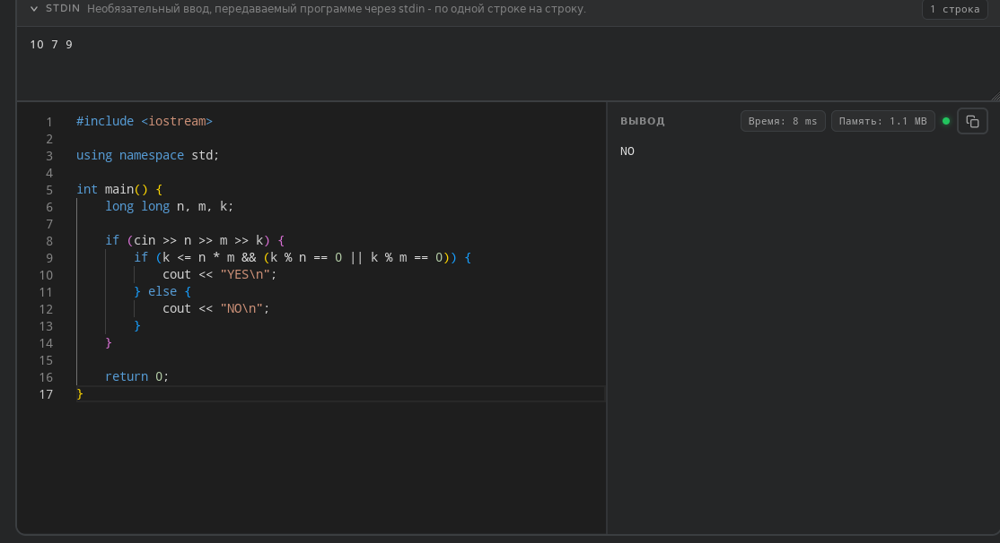 STDIN Необязательный ввод, передаваемый программе через stdin - по одной строке на строку. 1 строка
10 7 9
1 #include <iostream>
2
3 using namespace std;
4
5 int main() {
6     long long n, m, k;
7
8     if (cin >> n >> m >> k) {
9         if (k <= n * m && (k % n == 0 || k % m == 0)) {
10             cout << "YES\n";
11         } else {
12             cout << "NO\n";
13         }
14     }
15
16     return 0;
17 }
ВЫВОД Время: 8 ms Память: 1.1 MB
NO